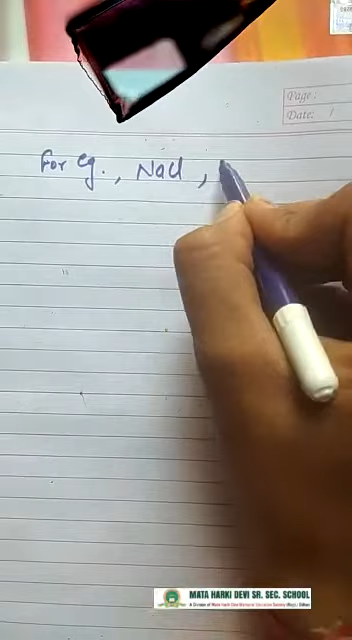 Page:
Date: /
For eg., NaCl,
MATA HARKI DEVI SR. SEC. SCHOOL